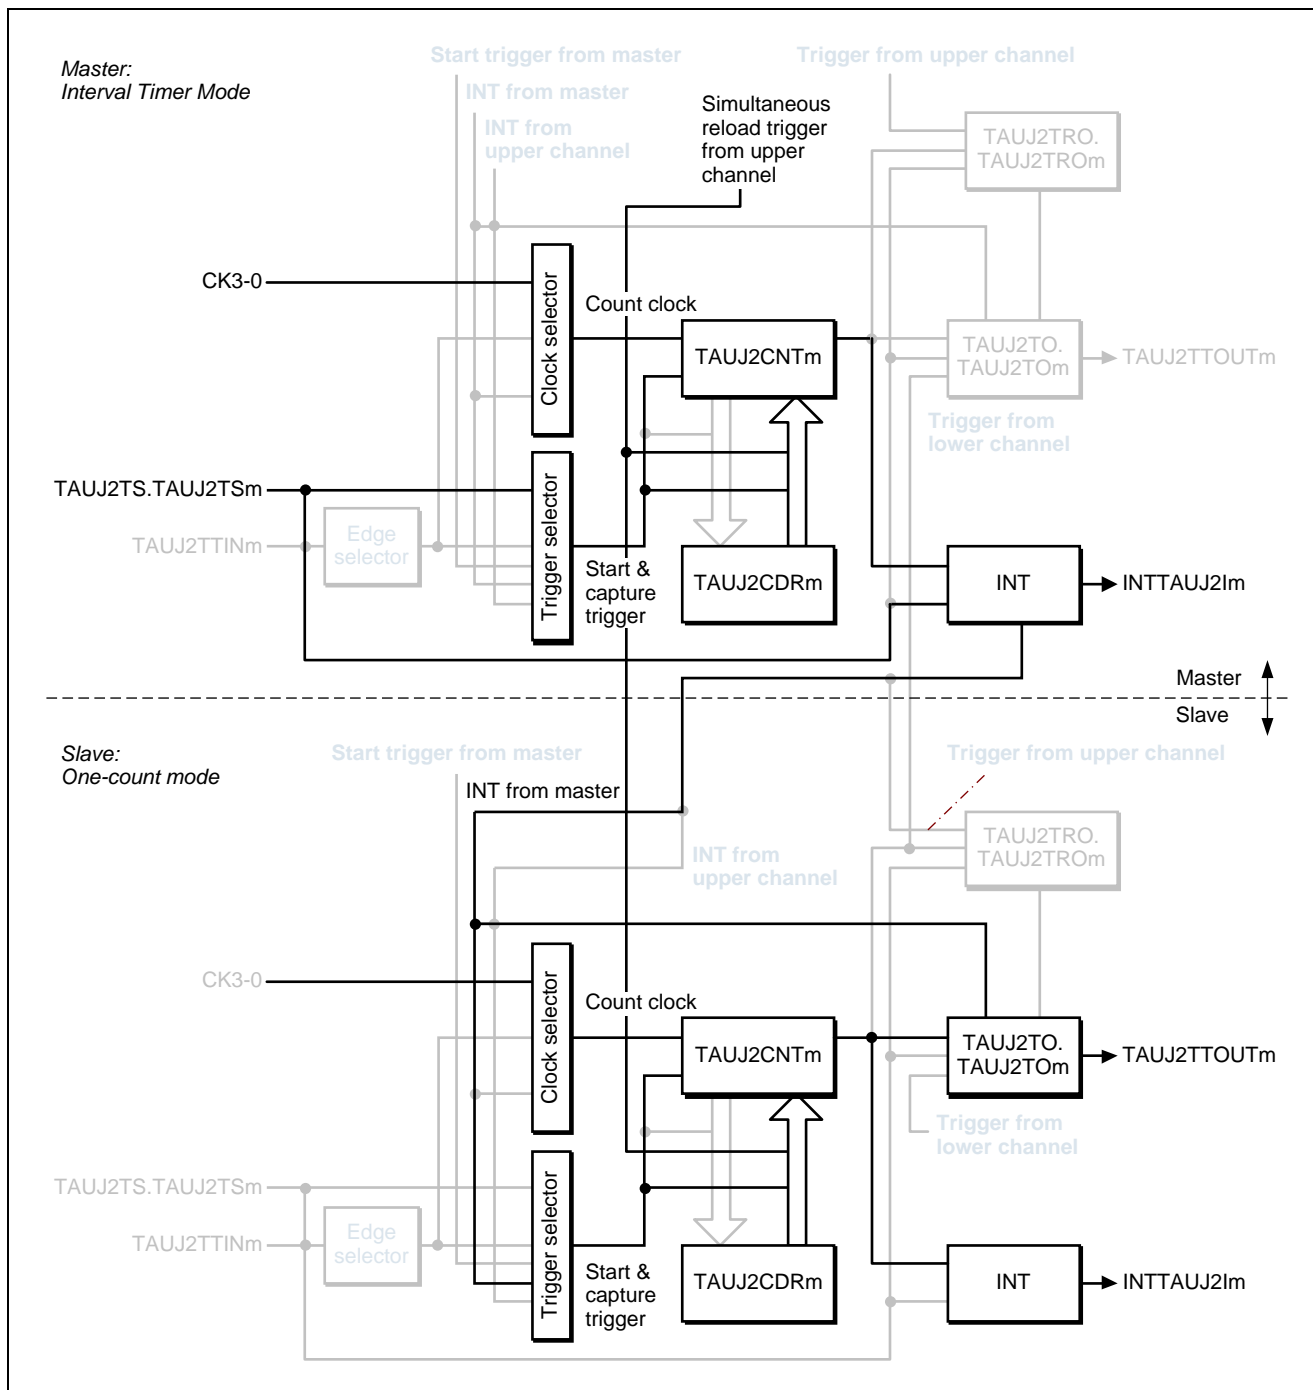 Master:
Interval Timer Mode
Start trigger from master
INT from master
INT from
upper channel
Simultaneous
reload trigger
from upper
channel
Trigger from upper channel
TAUJ2TRO.
TAUJ2TROm
CK3-0
Clock selector
Count clock
TAUJ2CNTm
TAUJ2TO.
TAUJ2TOm
TAUJ2TTOUTm
Trigger from
lower channel
TAUJ2TS.TAUJ2TSm
TAUJ2TTINm
Edge
selector
Trigger selector
Start &
capture
trigger
TAUJ2CDRm
INT
INTTAUJ2Im
Master
Slave
Slave:
One-count mode
Start trigger from master
INT from master
INT from
upper channel
Trigger from upper channel
TAUJ2TRO.
TAUJ2TROm
CK3-0
Clock selector
Count clock
TAUJ2CNTm
TAUJ2TO.
TAUJ2TOm
TAUJ2TTOUTm
Trigger from
lower channel
TAUJ2TS.TAUJ2TSm
TAUJ2TTINm
Edge
selector
Trigger selector
Start &
capture
trigger
TAUJ2CDRm
INT
INTTAUJ2Im